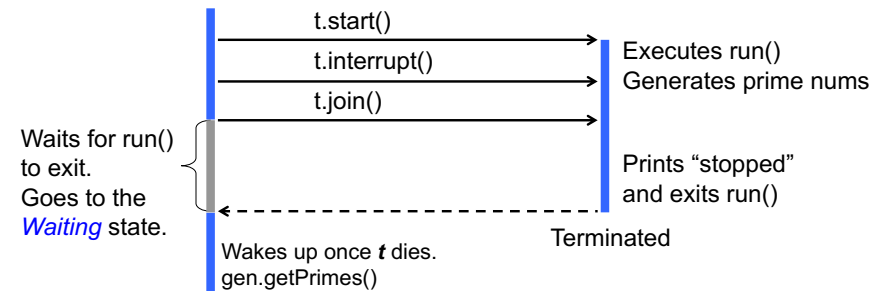 t.start()
t.interrupt()
t.join()
Executes run()
Generates prime nums
Waits for run()
to exit.
Goes to the
Waiting state.
Prints “stopped”
and exits run()
Terminated
Wakes up once t dies.
gen.getPrimes()